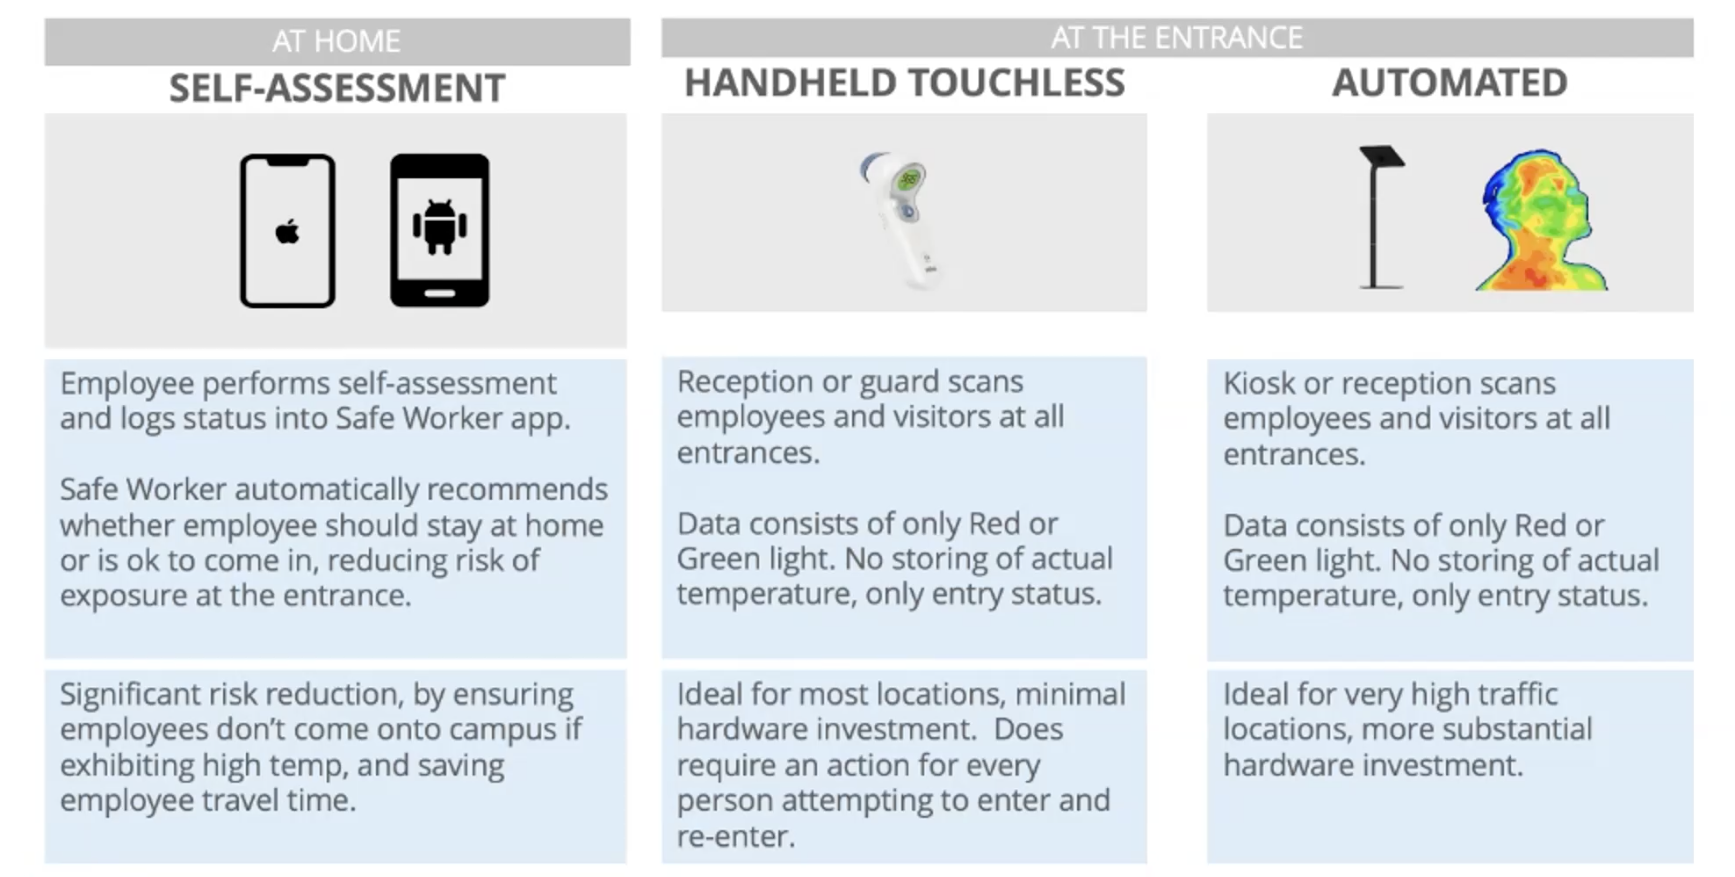 AT HOME
SELF-ASSESSMENT
Employee performs self-assessment
and logs status into Safe Worker app.
Safe Worker automatically recommends
whether employee should stay at home
or is ok to come in, reducing risk of
exposure at the entrance.
Significant risk reduction, by ensuring
employees don’t come onto campus if
exhibiting high temp, and saving
employee travel time.
AT THE ENTRANCE
HANDHELD TOUCHLESS
Reception or guard scans
employees and visitors at all
entrances.
Data consists of only Red or
Green light. No storing of actual
temperature, only entry status.
Ideal for most locations, minimal
hardware investment.  Does
require an action for every
person attempting to enter and
re-enter.
AUTOMATED
Kiosk or reception scans
employees and visitors at all
entrances.
Data consists of only Red or
Green light. No storing of actual
temperature, only entry status.
Ideal for very high traffic
locations, more substantial
hardware investment.